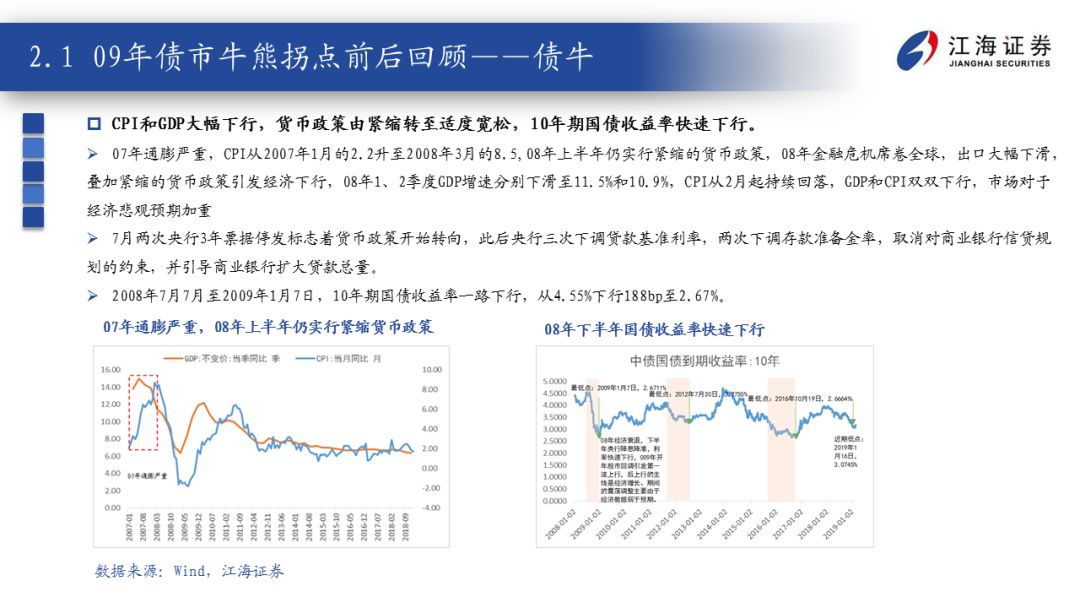 2.1 09年债市牛熊拐点前后回顾——债牛
江海证券
JIANGHAI SECURITIES
CPI和GDP大幅下行，货币政策由紧缩转至适度宽松，10年期国债收益率快速下行。
07年通膨严重，CPI从2007年1月的2.2升至2008年3月的8.5,08年上半年仍实行紧缩的货币政策，08年金融危机席卷全球，出口大幅下滑，
叠加紧缩的货币政策引发经济下行，08年1、2季度GDP增速分别下滑至11.5%和10.9%，CPI从2月起持续回落，GDP和CPI双双下行，市场对于
经济悲观预期加重
7月两次央行3年票据停发标志着货币政策开始转向，此后央行三次下调贷款基准利率，两次下调存款准备金率，取消对商业银行信贷规
划的约束，并引导商业银行扩大贷款总量。
2008年7月7月至2009年1月7日，10年期国债收益率一路下行，从4.55%下行188bp至2.67%。
07年通膨严重，08年上半年仍实行紧缩货币政策
GDP:不变价:当季同比 季
CPI:当月同比 月
16.00
14.00
12.00
10.00
8.00
6.00
4.00
2.00
0.00
10.00
8.00
6.00
4.00
2.00
0.00
-2.00
-4.00
07年通膨严重
2007-01
2007-08
2008-03
2008-10
2009-05
2009-12
2010-07
2011-02
2011-09
2012-04
2012-11
2013-06
2014-01
2014-08
2015-03
2015-10
2016-05
2016-12
2017-07
2018-02
2018-09
08年下半年国债收益率快速下行
中债国债到期收益率:10年
5.0000
4.5000
4.0000
3.5000
3.0000
2.5000
2.0000
1.5000
1.0000
0.5000
0.0000
最低点：2009年1月7日，2.6711%
最低点：2012年7月30日，
最低点：2016年10月19日，2.6664%
08年经济衰退，下半
年央行降息降准，利
率快速下行。009年开
年股市回调引发第一
波上行，后上行的主
线是经济增长。期间
的震荡调整主要由于
经济数据弱于预期。
近期低点：
2019年1
月16日，
3.0745%
2008-01-02
2009-01-02
2010-01-02
2011-01-02
2012-01-02
2013-01-02
2014-01-02
2015-01-02
2016-01-02
2017-01-02
2018-01-02
2019-01-02
数据来源：Wind，江海证券